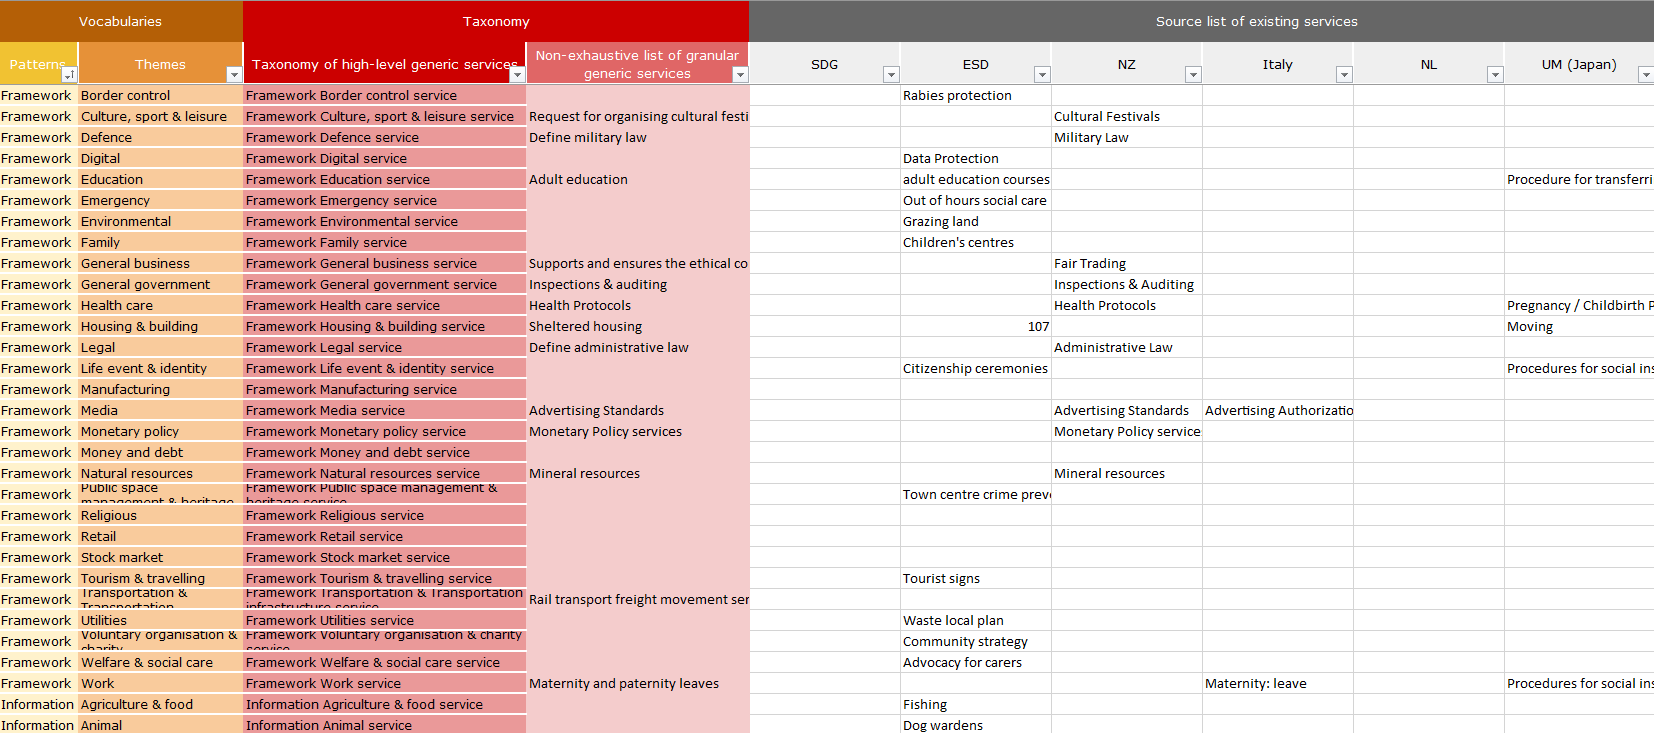 Vocabularies Taxonomy Source list of existing services
Patterns Themes Taxonomy of high-level generic services Non-exhaustive list of granular generic services SDG ESD NZ Italy NL UM (Japan)
Framework Border control Framework Border control service Rabies protection
Framework Culture, sport & leisure Framework Culture, sport & leisure service Request for organising cultural festi Cultural Festivals
Framework Defence Framework Defence service Define military law Military Law
Framework Digital Framework Digital service Data Protection
Framework Education Framework Education service Adult education adult education courses Procedure for transferri
Framework Emergency Framework Emergency service Out of hours social care
Framework Environmental Framework Environmental service Grazing land
Framework Family Framework Family service Children's centres
Framework General business Framework General business service Supports and ensures the ethical co Fair Trading
Framework General government Framework General government service Inspections & auditing Inspections & Auditing
Framework Health care Framework Health care service Health Protocols Health Protocols Pregnancy / Childbirth P
Framework Housing & building Framework Housing & building service Sheltered housing 107 Moving
Framework Legal Framework Legal service Define administrative law Administrative Law
Framework Life event & identity Framework Life event & identity service Citizenship ceremonies Procedures for social ins
Framework Manufacturing Framework Manufacturing service
Framework Media Framework Media service Advertising Standards Advertising Standards Advertising Authorizatio
Framework Monetary policy Framework Monetary policy service Monetary Policy services Monetary Policy service
Framework Money and debt Framework Money and debt service
Framework Natural resources Framework Natural resources service Mineral resources Mineral resources
Framework Public space management & heritage Framework Public space management & heritage service Town centre crime preve
Framework Religious Framework Religious service
Framework Retail Framework Retail service
Framework Stock market Framework Stock market service
Framework Tourism & travelling Framework Tourism & travelling service Tourist signs
Framework Transportation & Transportation Framework Transportation & Transportation infrastructure service Rail transport freight movement ser
Framework Utilities Framework Utilities service Waste local plan
Framework Voluntary organisation & charity Framework Voluntary organisation & charity service Community strategy
Framework Welfare & social care Framework Welfare & social care service Advocacy for carers
Framework Work Framework Work service Maternity and paternity leaves Maternity: leave Procedures for social ins
Information Agriculture & food Information Agriculture & food service Fishing
Information Animal Information Animal service Dog wardens